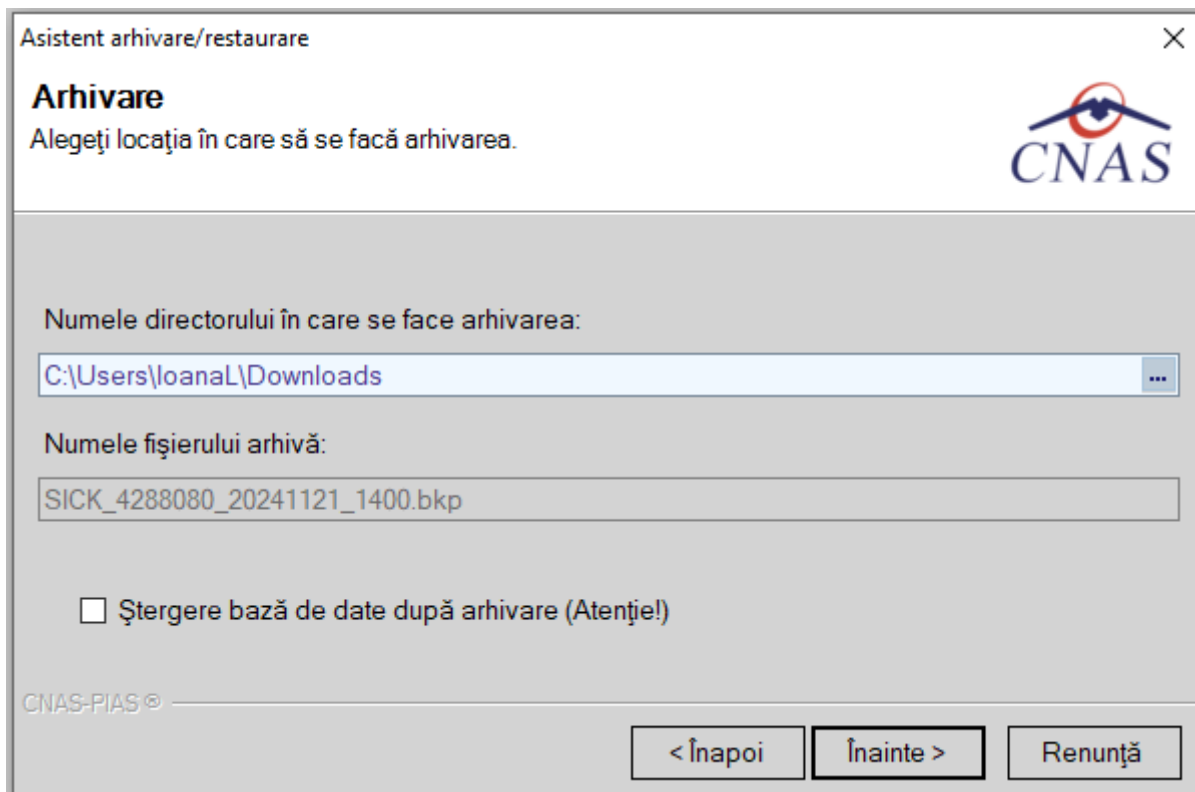 Asistent arhivare/restaurare
Arhivare
Alegeţi locaţia în care să se facă arhivarea.
CNAS
Numele directorului în care se face arhivarea:
C:\Users\IoanaL\Downloads
...
Numele fişierului arhivă:
SICK_4288080_20241121_1400.bkp
Ştergere bază de date după arhivare (Atenţie!)
CNAS-PIAS ®
< Înapoi
Înainte >
Renunţă